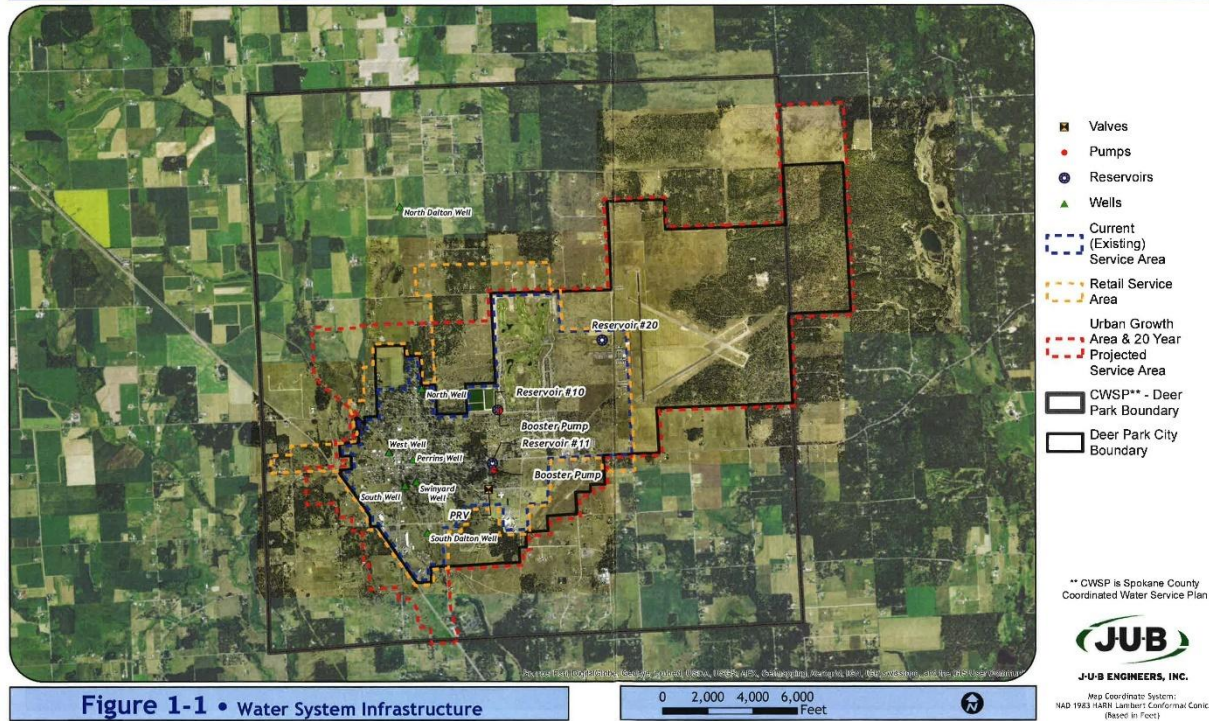 North Dalton Well
Reservoir #20
North Well
Reservoir #10
Booster Pump
Reservoir #11
West Well
Perrins Well
Booster Pump
South Well
Swinyard
Well
PRV
South Dalton Well
Valves
Pumps
Reservoirs
Wells
Current
(Existing)
Service Area
Retail Service
Area
Urban Growth
Area & 20 Year
Projected
Service Area
CWSP** - Deer
Park Boundary
Deer Park City
Boundary
** CWSP is Spokane County
Coordinated Water Service Plan
J·U·B
J·U·B ENGINEERS, INC.
Map Coordinate System:
NAD 1983 HARN Lambert Conformal Conic
(Based in Feet)
Figure 1-1 • Water System Infrastructure
0 2,000 4,000 6,000
Feet